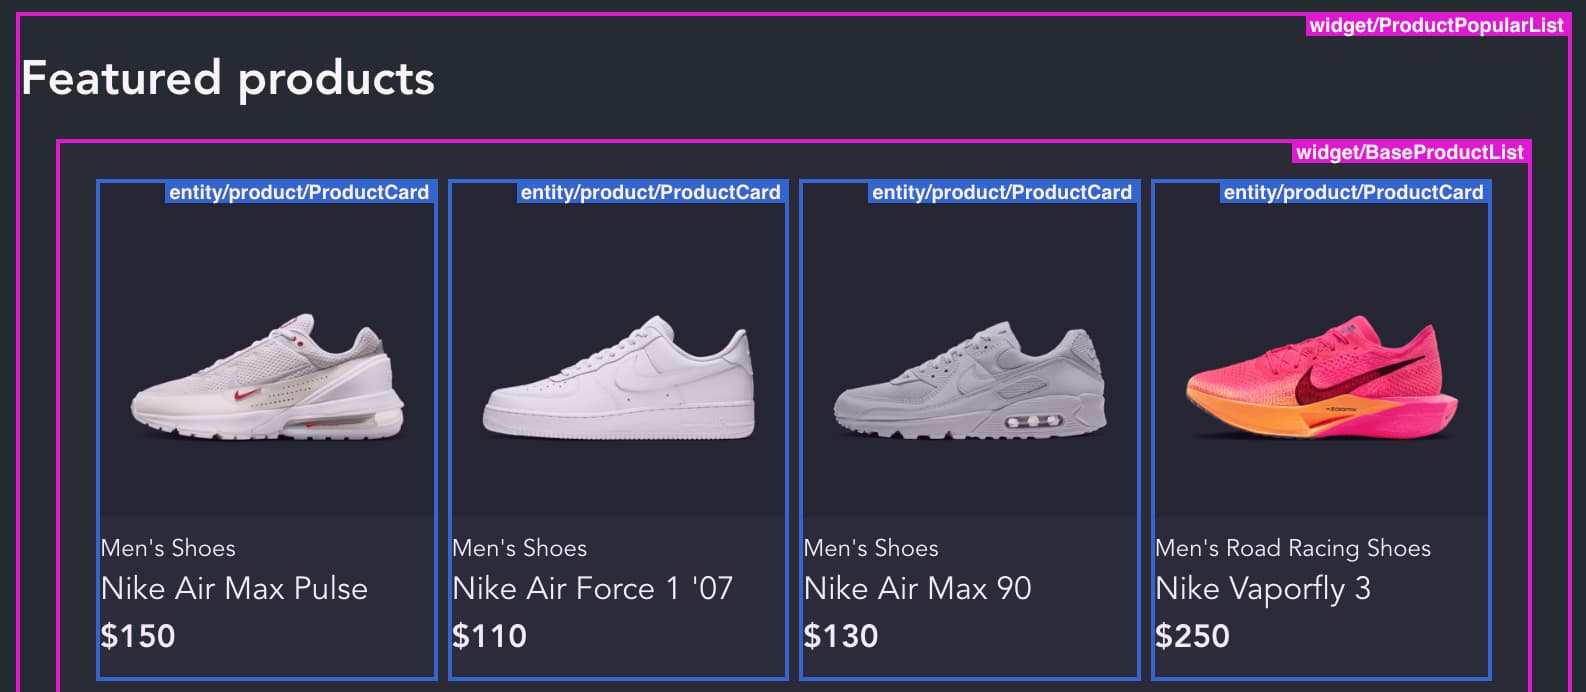 widget/ProductPopularList
Featured products
widget/BaseProductList
entity/product/ProductCard
entity/product/ProductCard
entity/product/ProductCard
entity/product/ProductCard
Men's Shoes
Nike Air Max Pulse
$150
Men's Shoes
Nike Air Force 1 '07
$110
Men's Shoes
Nike Air Max 90
$130
Men's Road Racing Shoes
Nike Vaporfly 3
$250